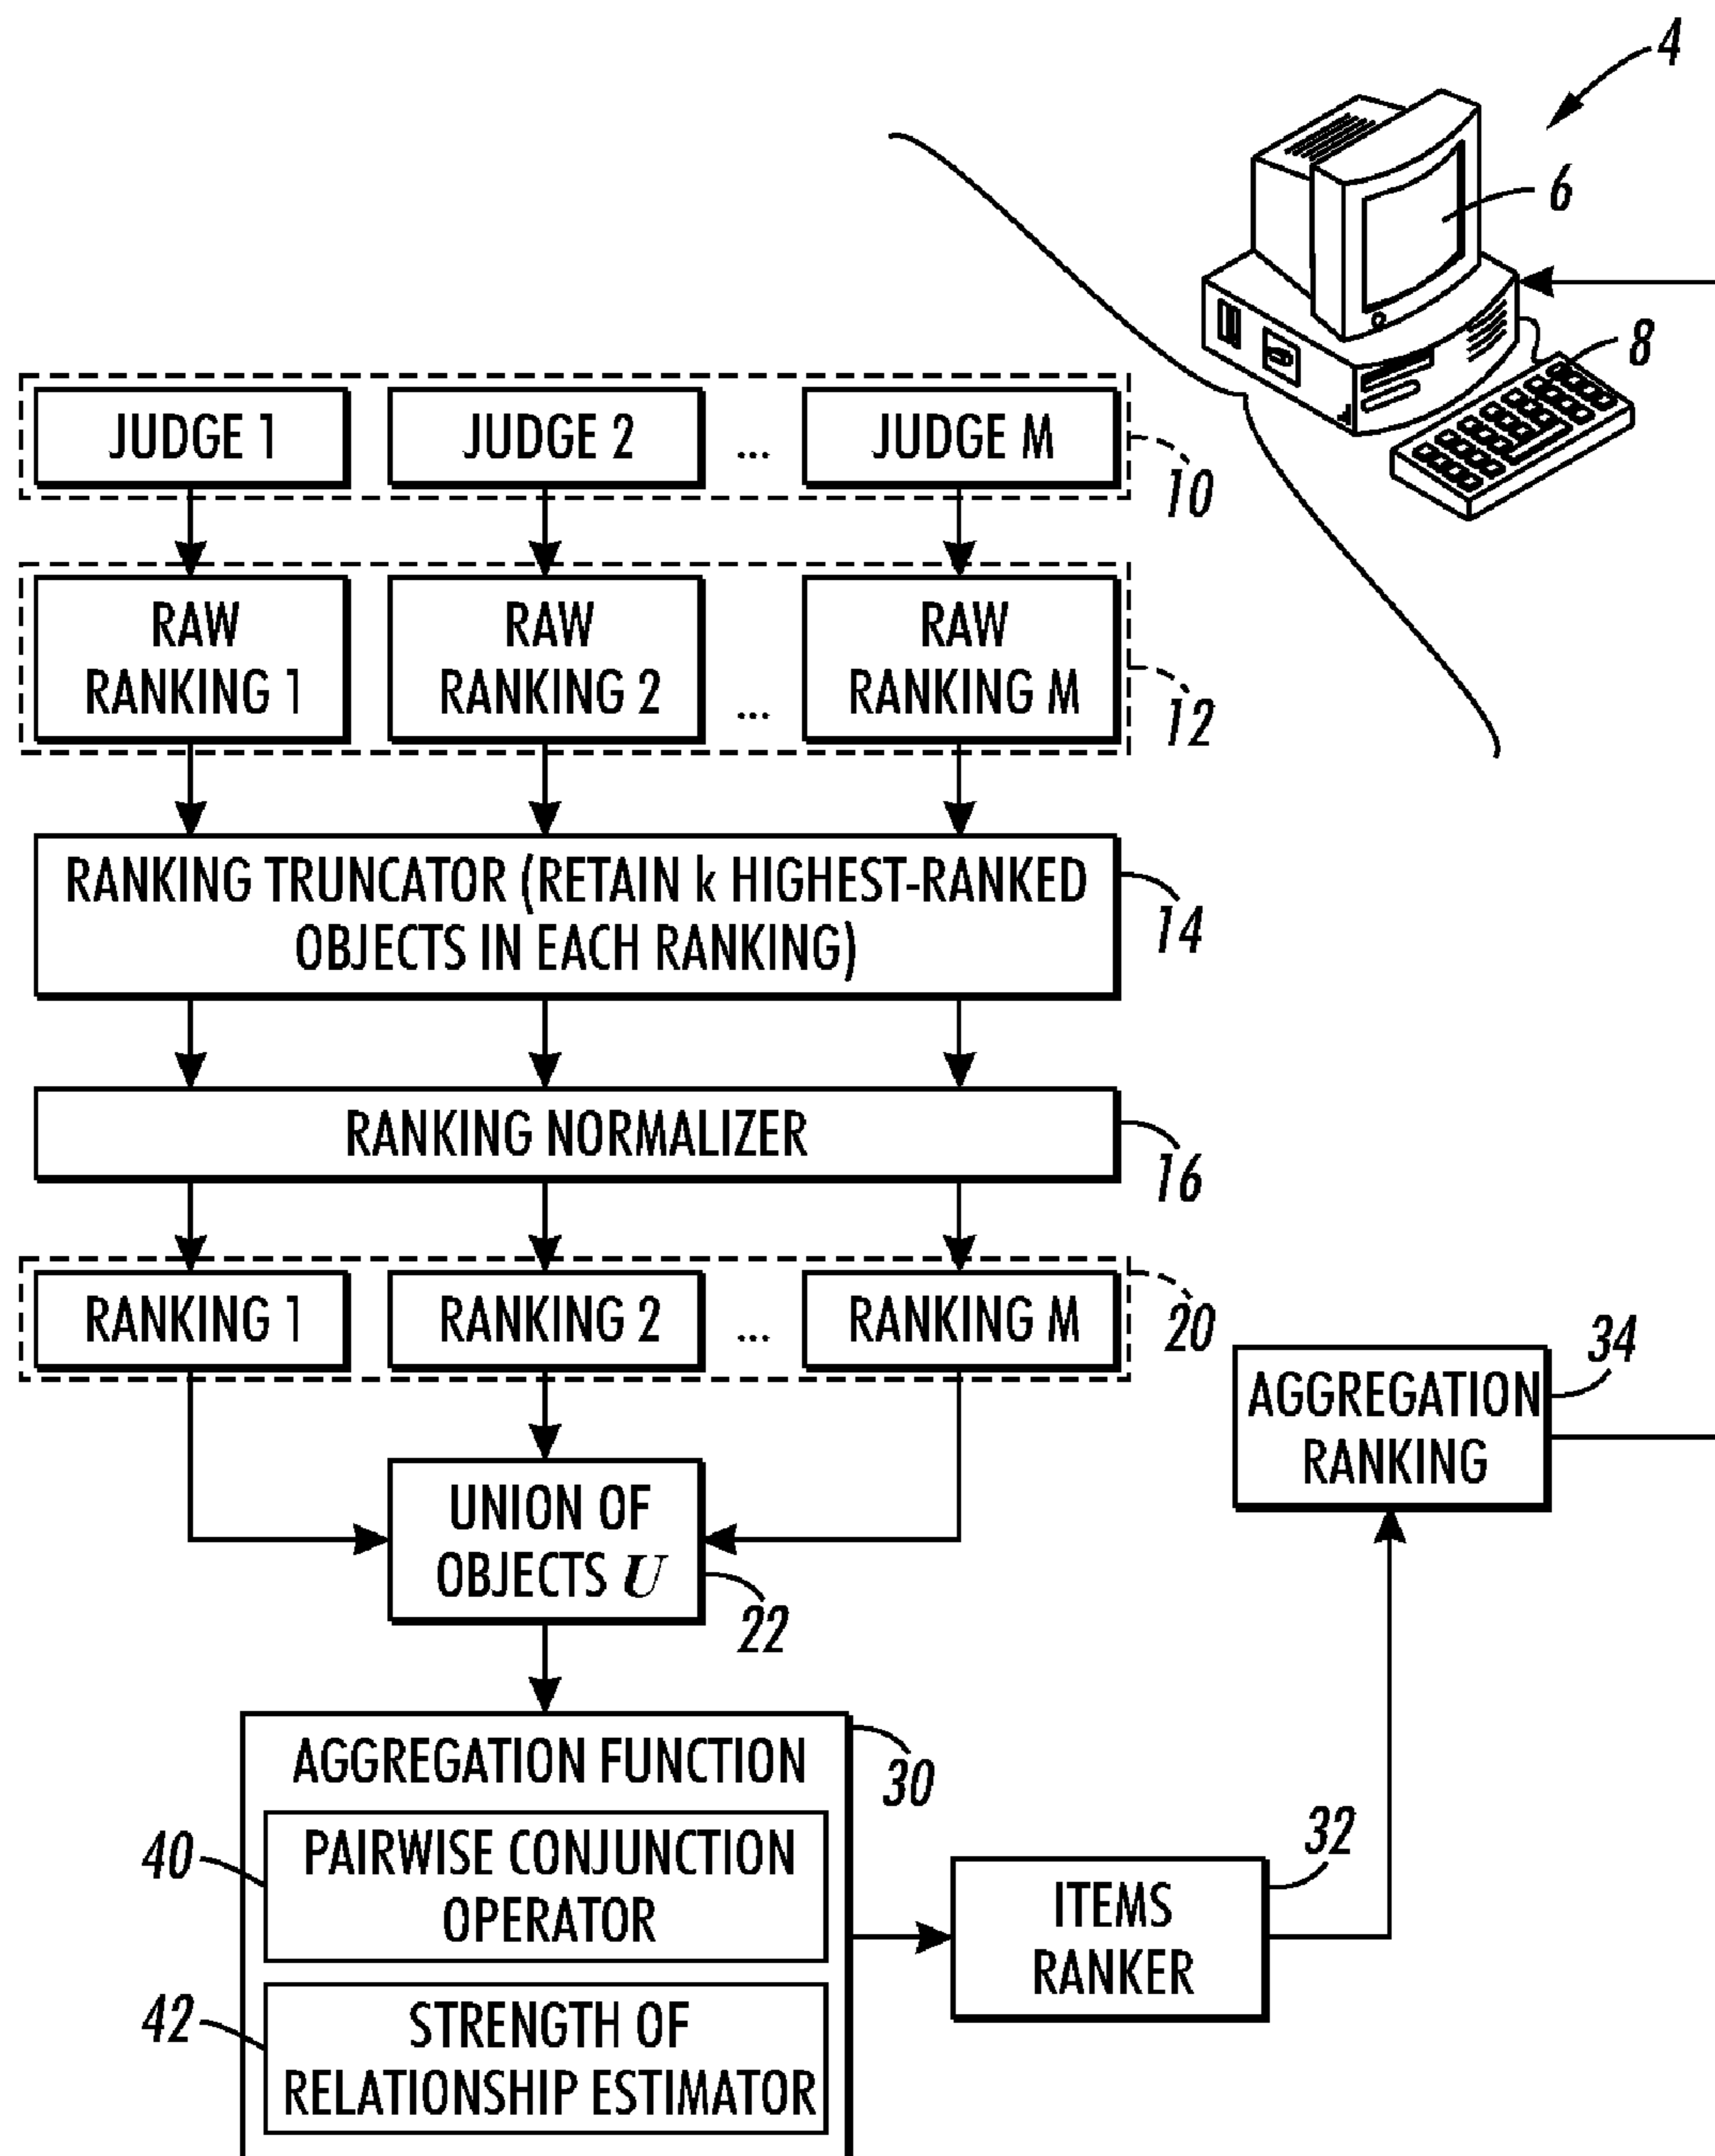 4
6
8
JUDGE 1
JUDGE 2
...
JUDGE M
10
RAW
RANKING 1
RAW
RANKING 2
...
RAW
RANKING M
12
RANKING TRUNCATOR (RETAIN k HIGHEST-RANKED
OBJECTS IN EACH RANKING)
14
RANKING NORMALIZER
16
RANKING 1
RANKING 2
...
RANKING M
20
UNION OF
OBJECTS U
22
AGGREGATION FUNCTION
30
40
PAIRWISE CONJUNCTION
OPERATOR
42
STRENGTH OF
RELATIONSHIP ESTIMATOR
ITEMS
RANKER
32
AGGREGATION
RANKING
34